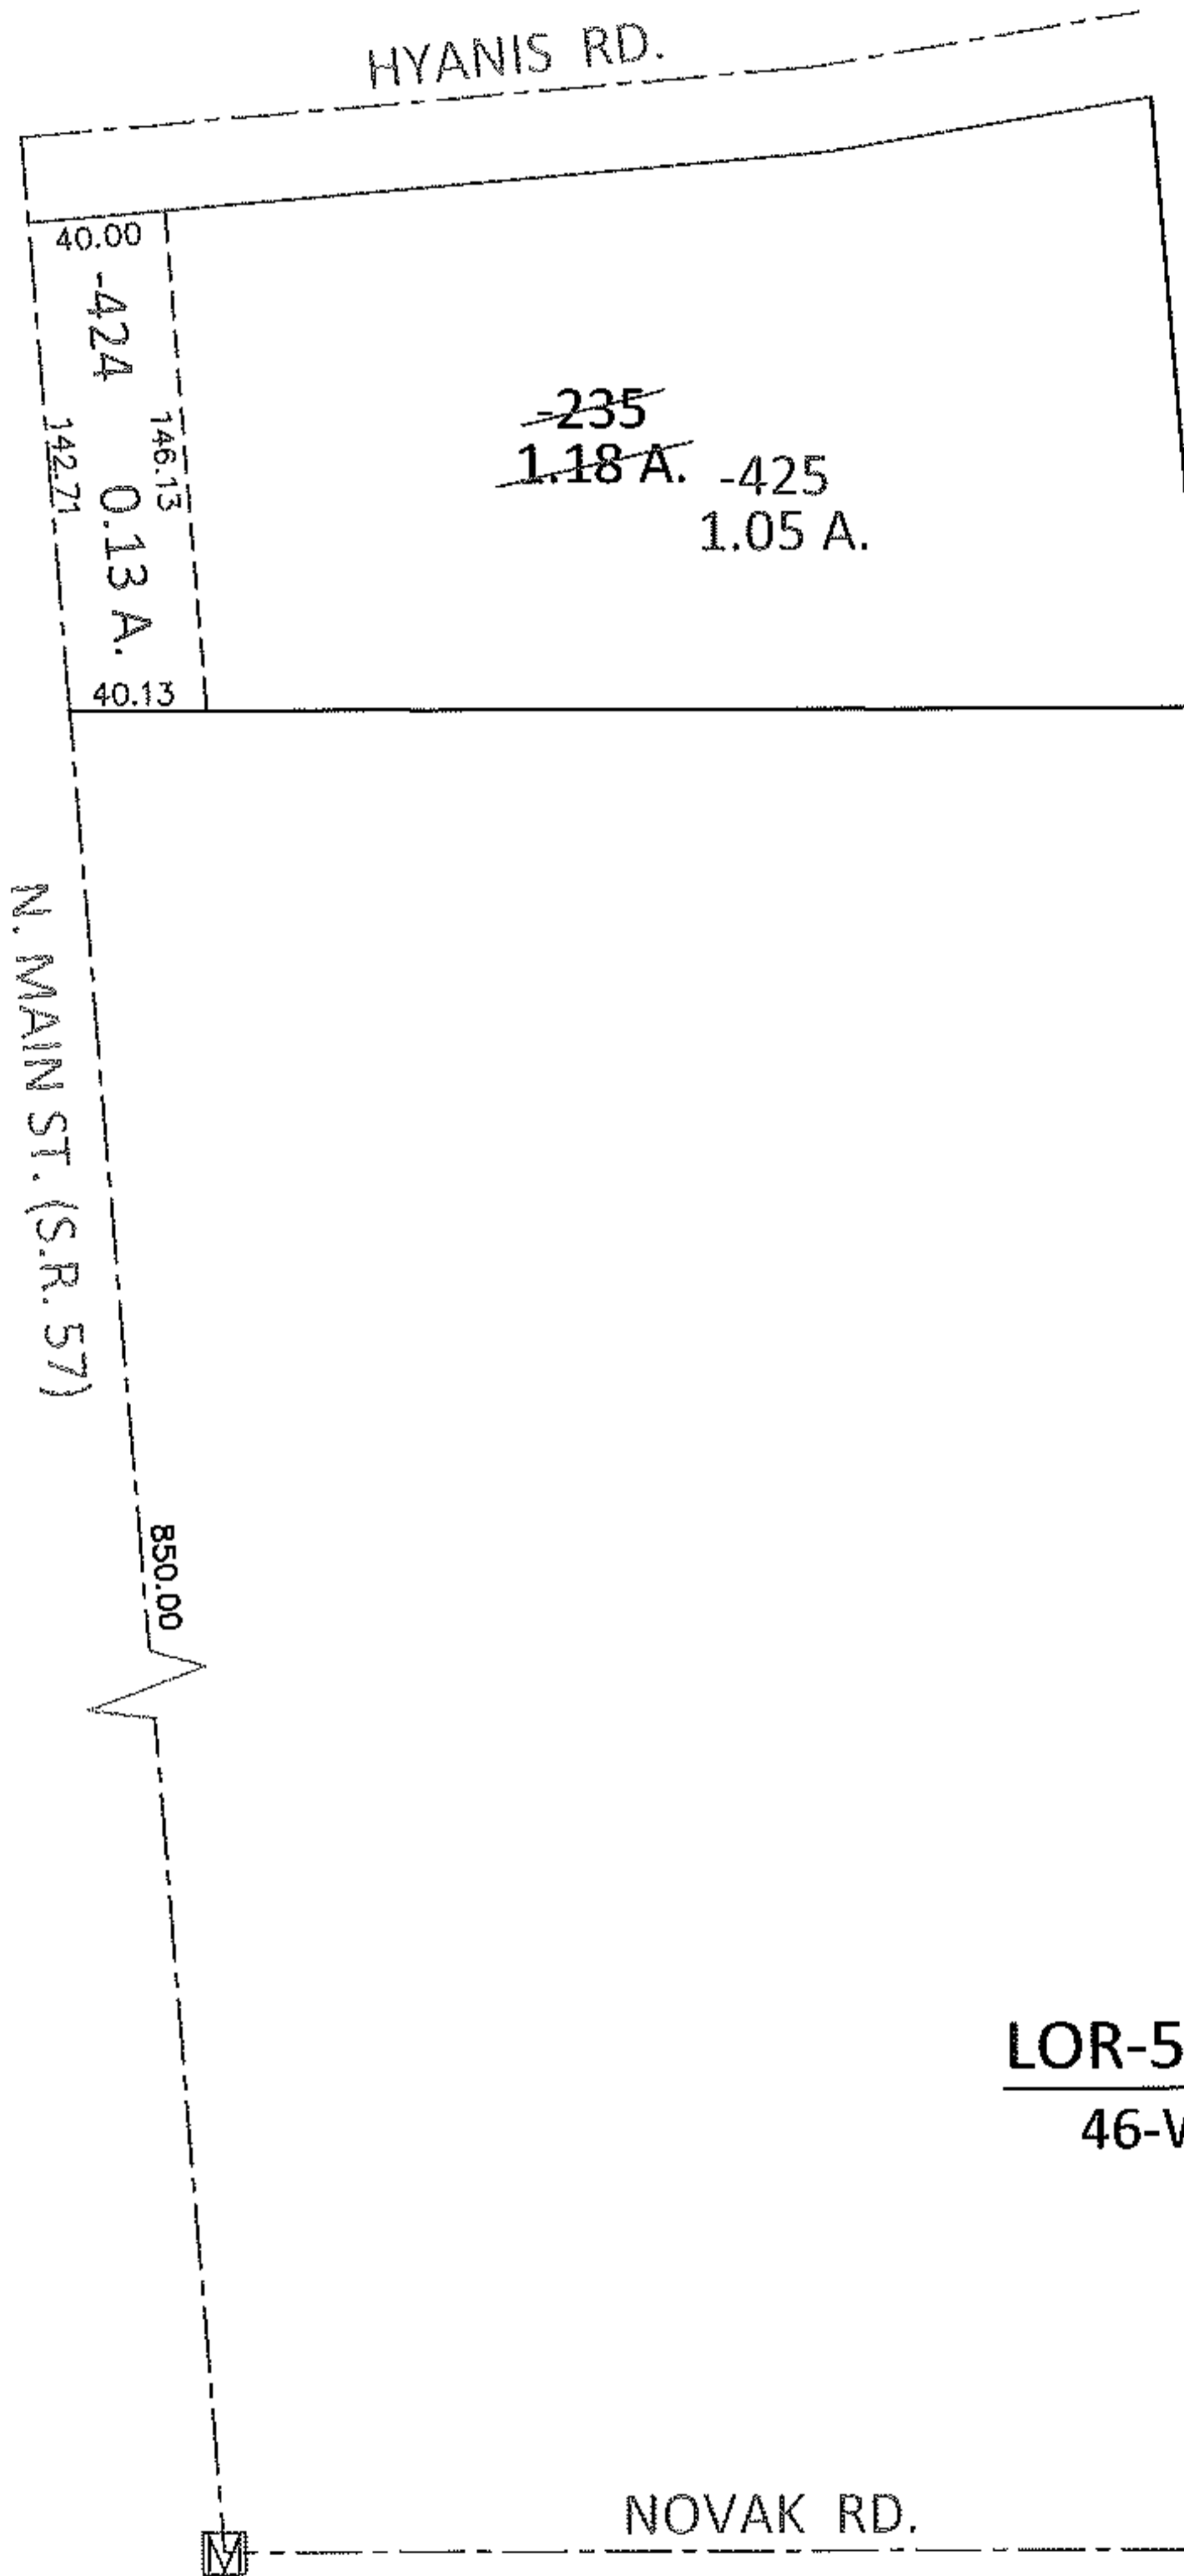 HYANIS RD.
40.00
-424 0.13 A.
142.71
146.13
40.13
-235
1.18 A.
-425
1.05 A.
N. MAIN ST. (S.R. 57)
850.00
LOR-5
46-
NOVAK RD.
M